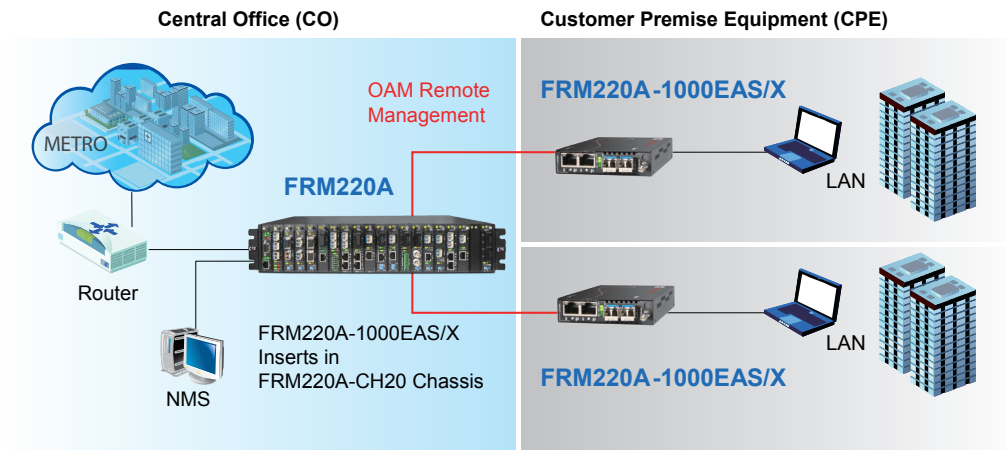 Central Office (CO)
Customer Premise Equipment (CPE)
METRO
OAM Remote
Management
FRM220A
Router
NMS
FRM220A-1000EAS/X
Inserts in
FRM220A-CH20 Chassis
FRM220A-1000EAS/X
LAN
LAN
FRM220A-1000EAS/X